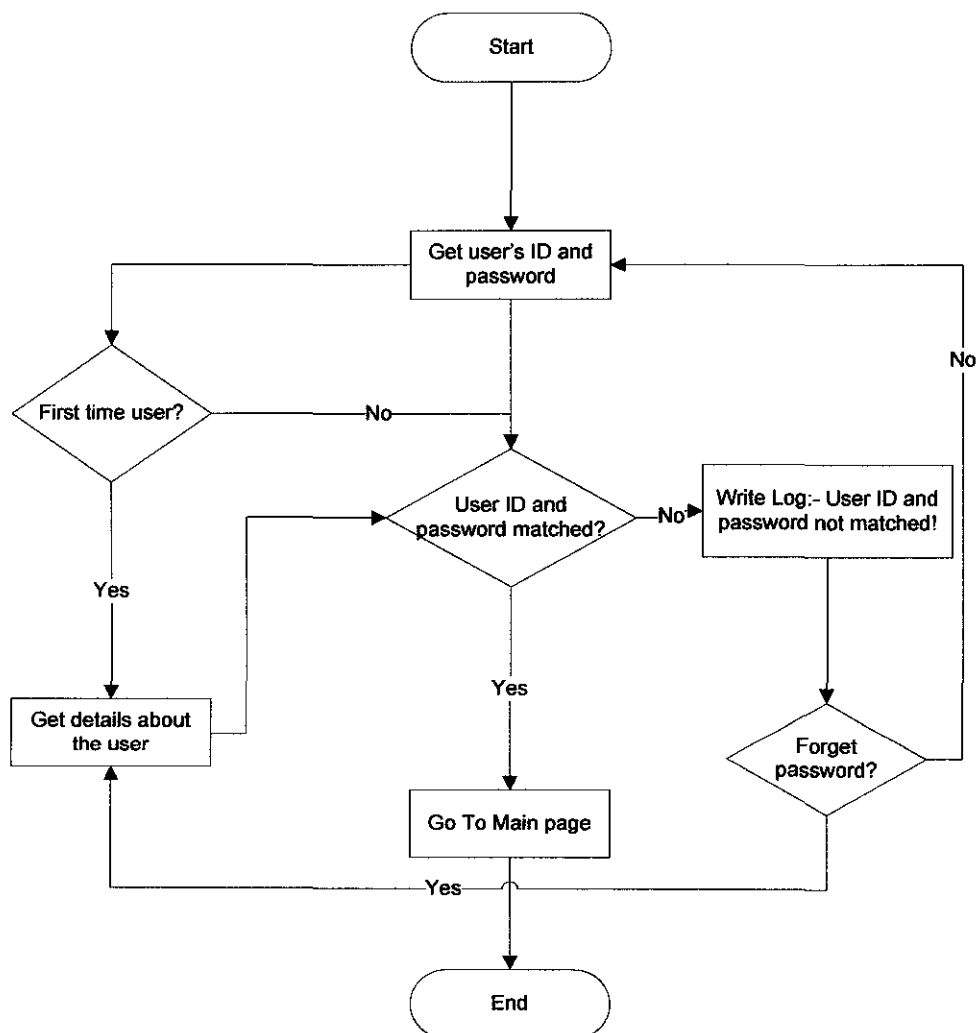 Start
Get user's ID and
password
No
First time user?
No
User ID and
password matched?
No
Write Log:- User ID and
password not matched!
Yes
Yes
Get details about
the user
Forget
password?
Go To Main page
Yes
End